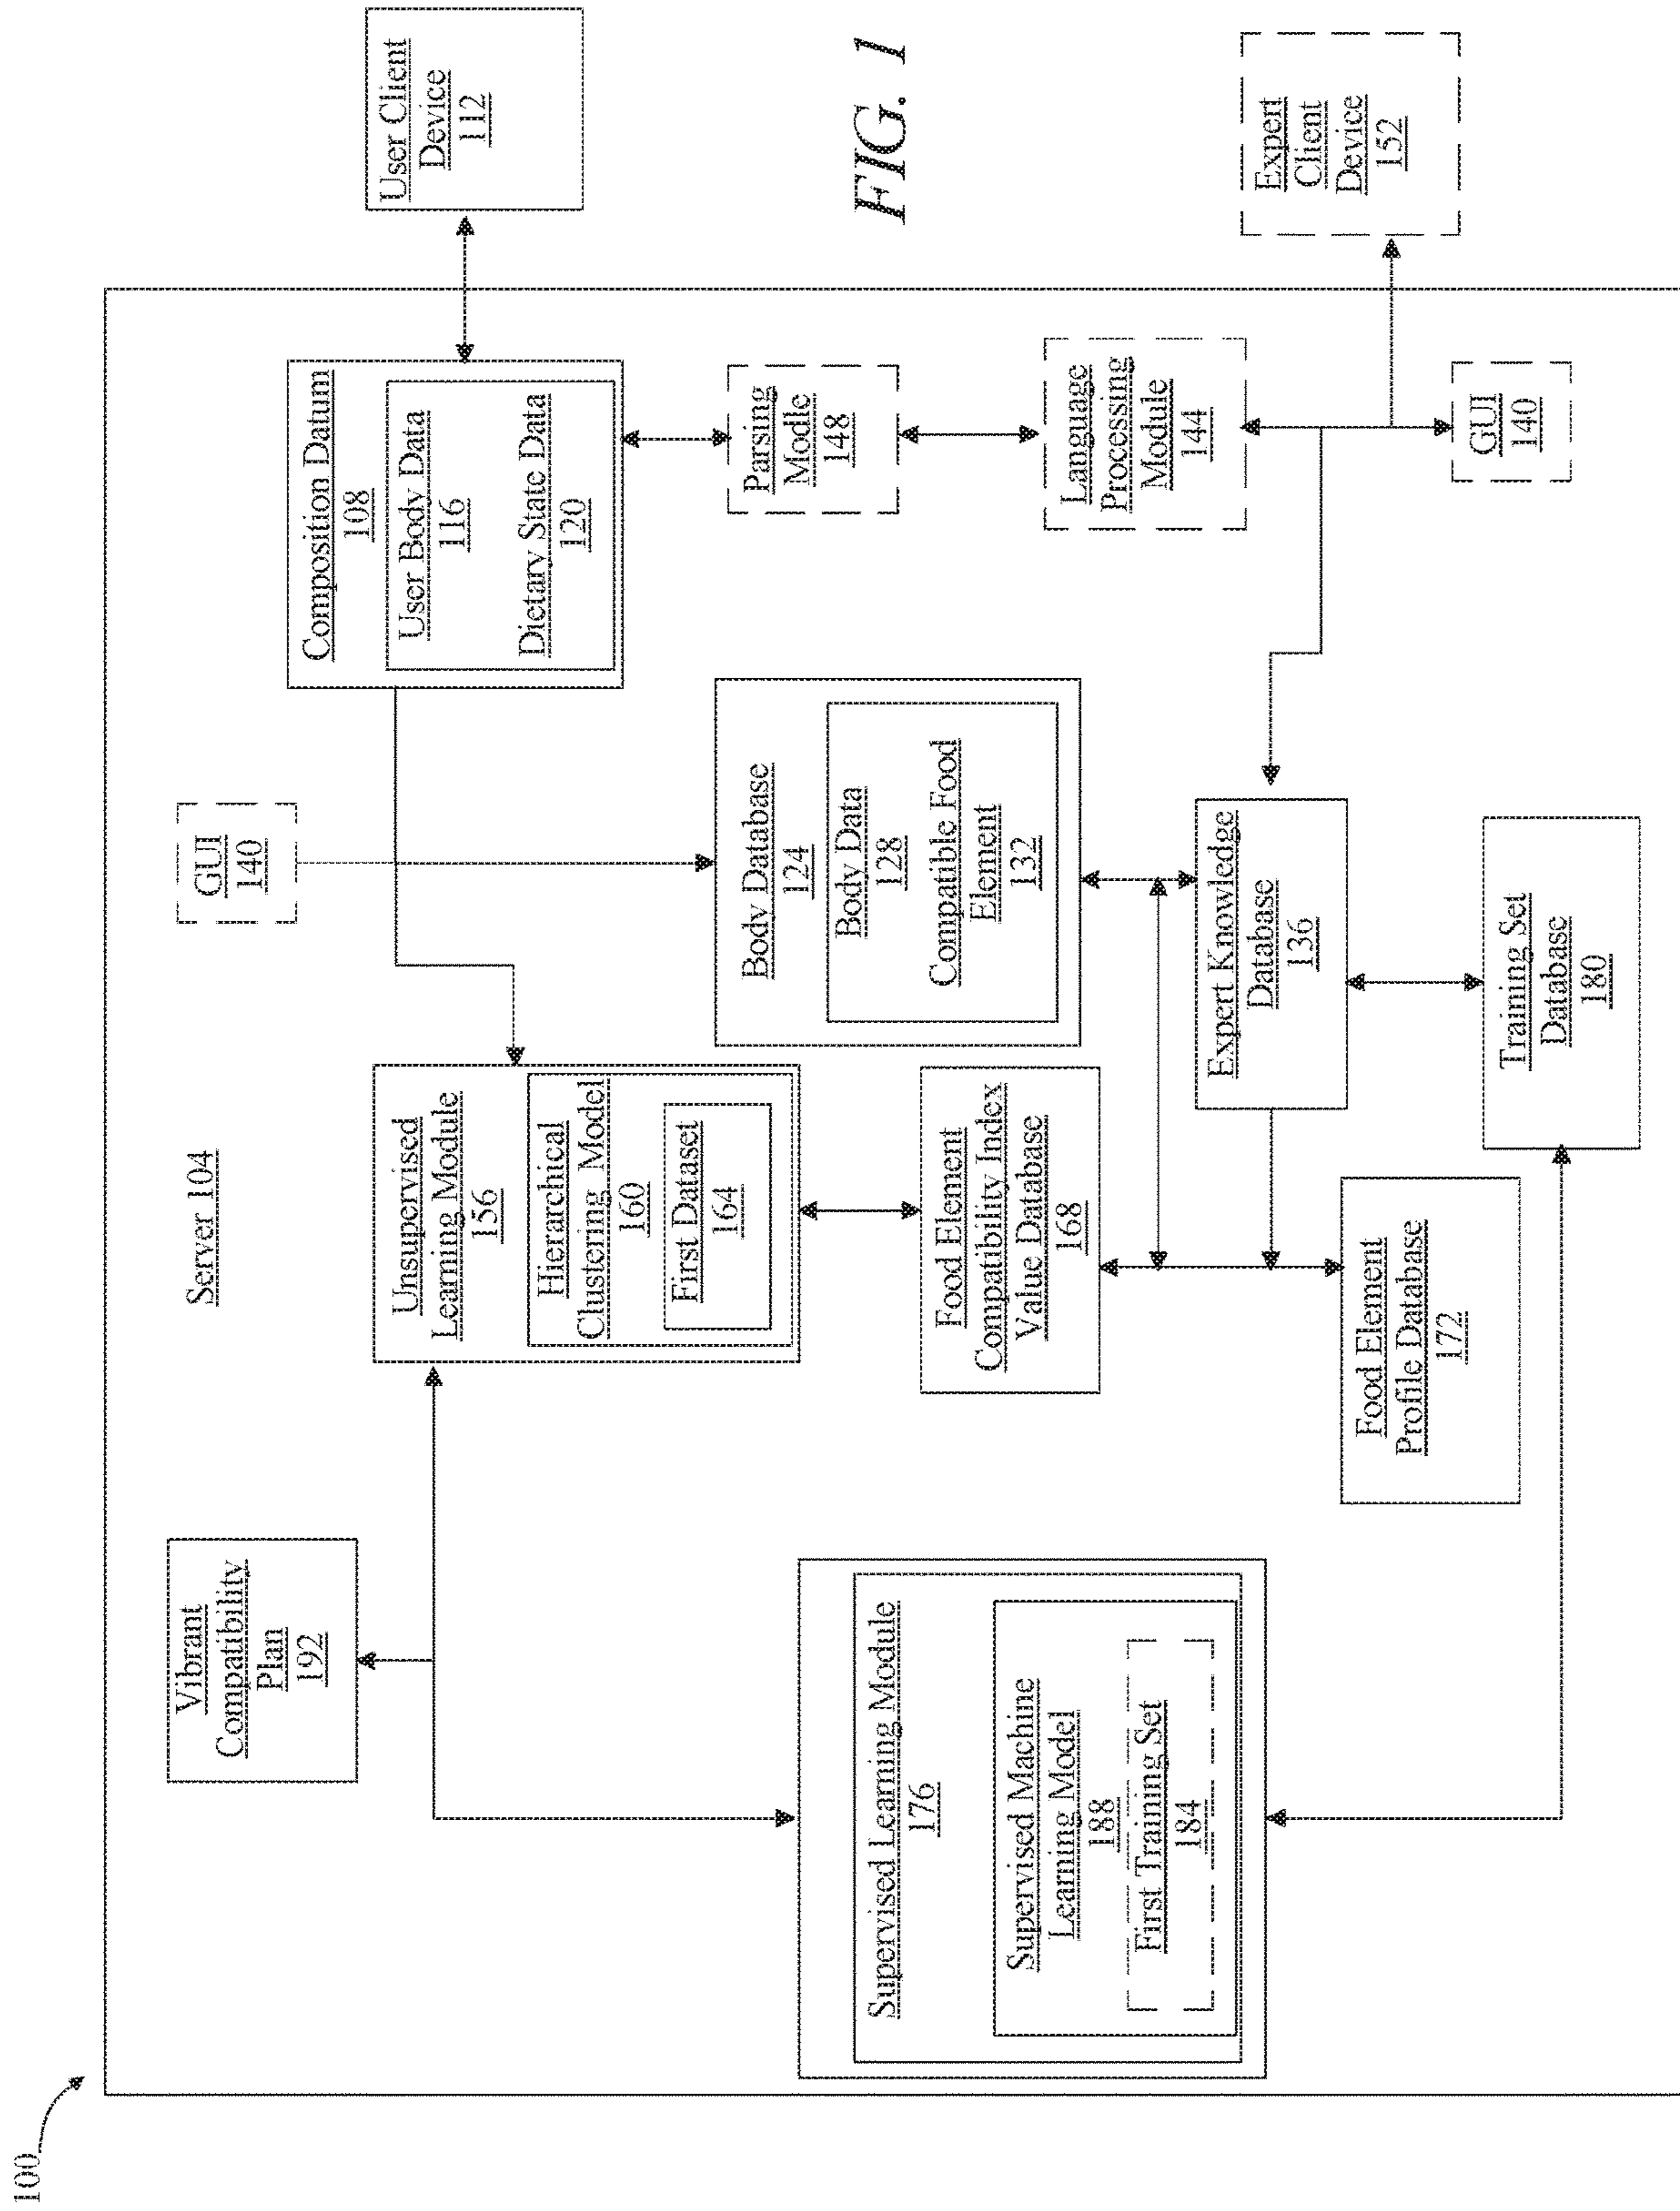 100
Server 104
Vibrant
Compatibility
Plan
192
GUI
140
User Client
Device
112
Unsupervised
Learning Module
156
Hierarchical
Clustering Model
160
First Dataset
164
Composition Datum
108
User Body Data
116
Dietary State Data
120
Supervised Learning Module
176
Supervised Machine
Learning Model
188
First Training Set
184
Food Element
Compatibility Index
Value Database
168
Body Database
124
Body Data
128
Compatible Food
Element
132
Parsing
Modle
148
Language
Processing
Module
144
Food Element
Profile Database
172
Expert Knowledge
Database
136
Training Set
Database
180
GUI
140
Expert
Client
Device
152
FIG. 1